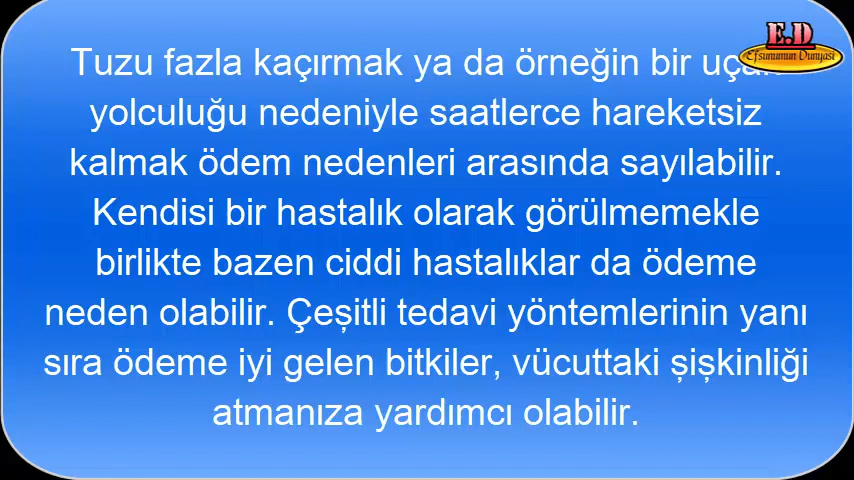 E.D
Efsununun Dunyasi
Tuzu fazla kaçırmak ya da örneğin bir
yolculuğu nedeniyle saatlerce hareketsiz
kalmak ödem nedenleri arasında sayılabilir.
Kendisi bir hastalık olarak görülmemekle
birlikte bazen ciddi hastalıklar da ödeme
neden olabilir. Çeşitli tedavi yöntemlerinin yanı
sıra ödeme iyi gelen bitkiler, vücuttaki şişkinliği
atmanıza yardımcı olabilir.